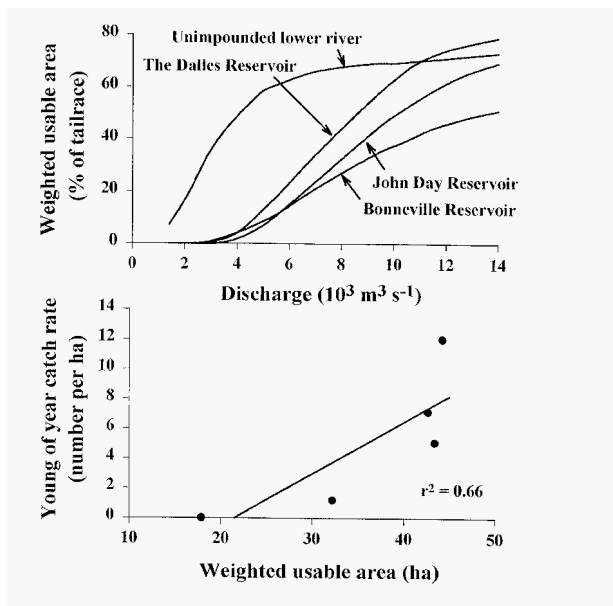 80
60
40
20
0
Weighted usable area
(% of tailrace)
Unimpounded lower river
The Dalles Reservoir
John Day Reservoir
Bonneville Reservoir
0 2 4 6 8 10 12 14
Discharge (10³ m³ s⁻¹)
14
12
10
8
6
4
2
0
Young of year catch rate
(number per ha)
r² = 0.66
10 20 30 40 50
Weighted usable area (ha)